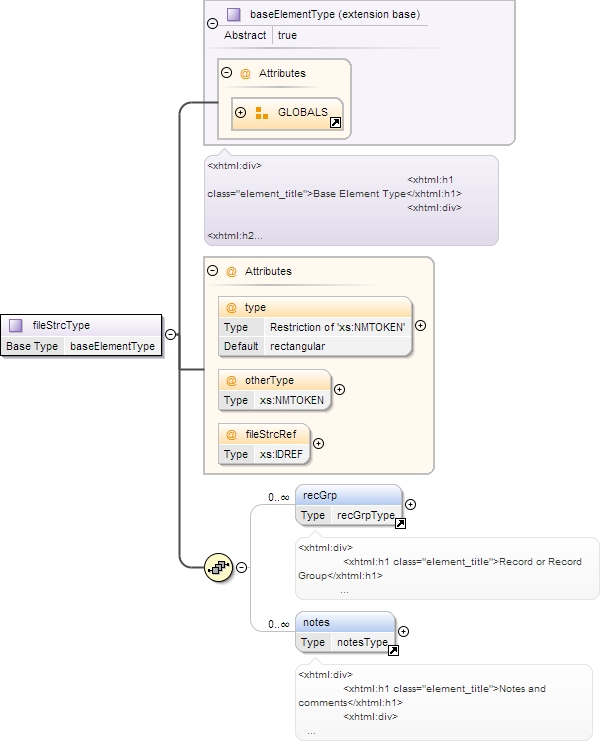 baseElementType (extension base)
Abstract true
@ Attributes
GLOBALS
<xhtml:div>
<xhtml:h1
class="element_title">Base Element Type</xhtml:h1>
<xhtml:div>
<xhtml:h2...
@ Attributes
@ type
Type Restriction of 'xs:NMTOKEN'
Default rectangular
@ otherType
Type xs:NMTOKEN
@ fileStrcRef
Type xs:IDREF
fileStrcType
Base Type baseElementType
0..∞
recGrp
Type recGrpType
<xhtml:div>
<xhtml:h1 class="element_title">Record or Record
Group</xhtml:h1>
...
0..∞
notes
Type notesType
<xhtml:div>
<xhtml:h1 class="element_title">Notes and
comments</xhtml:h1>
<xhtml:div>
...